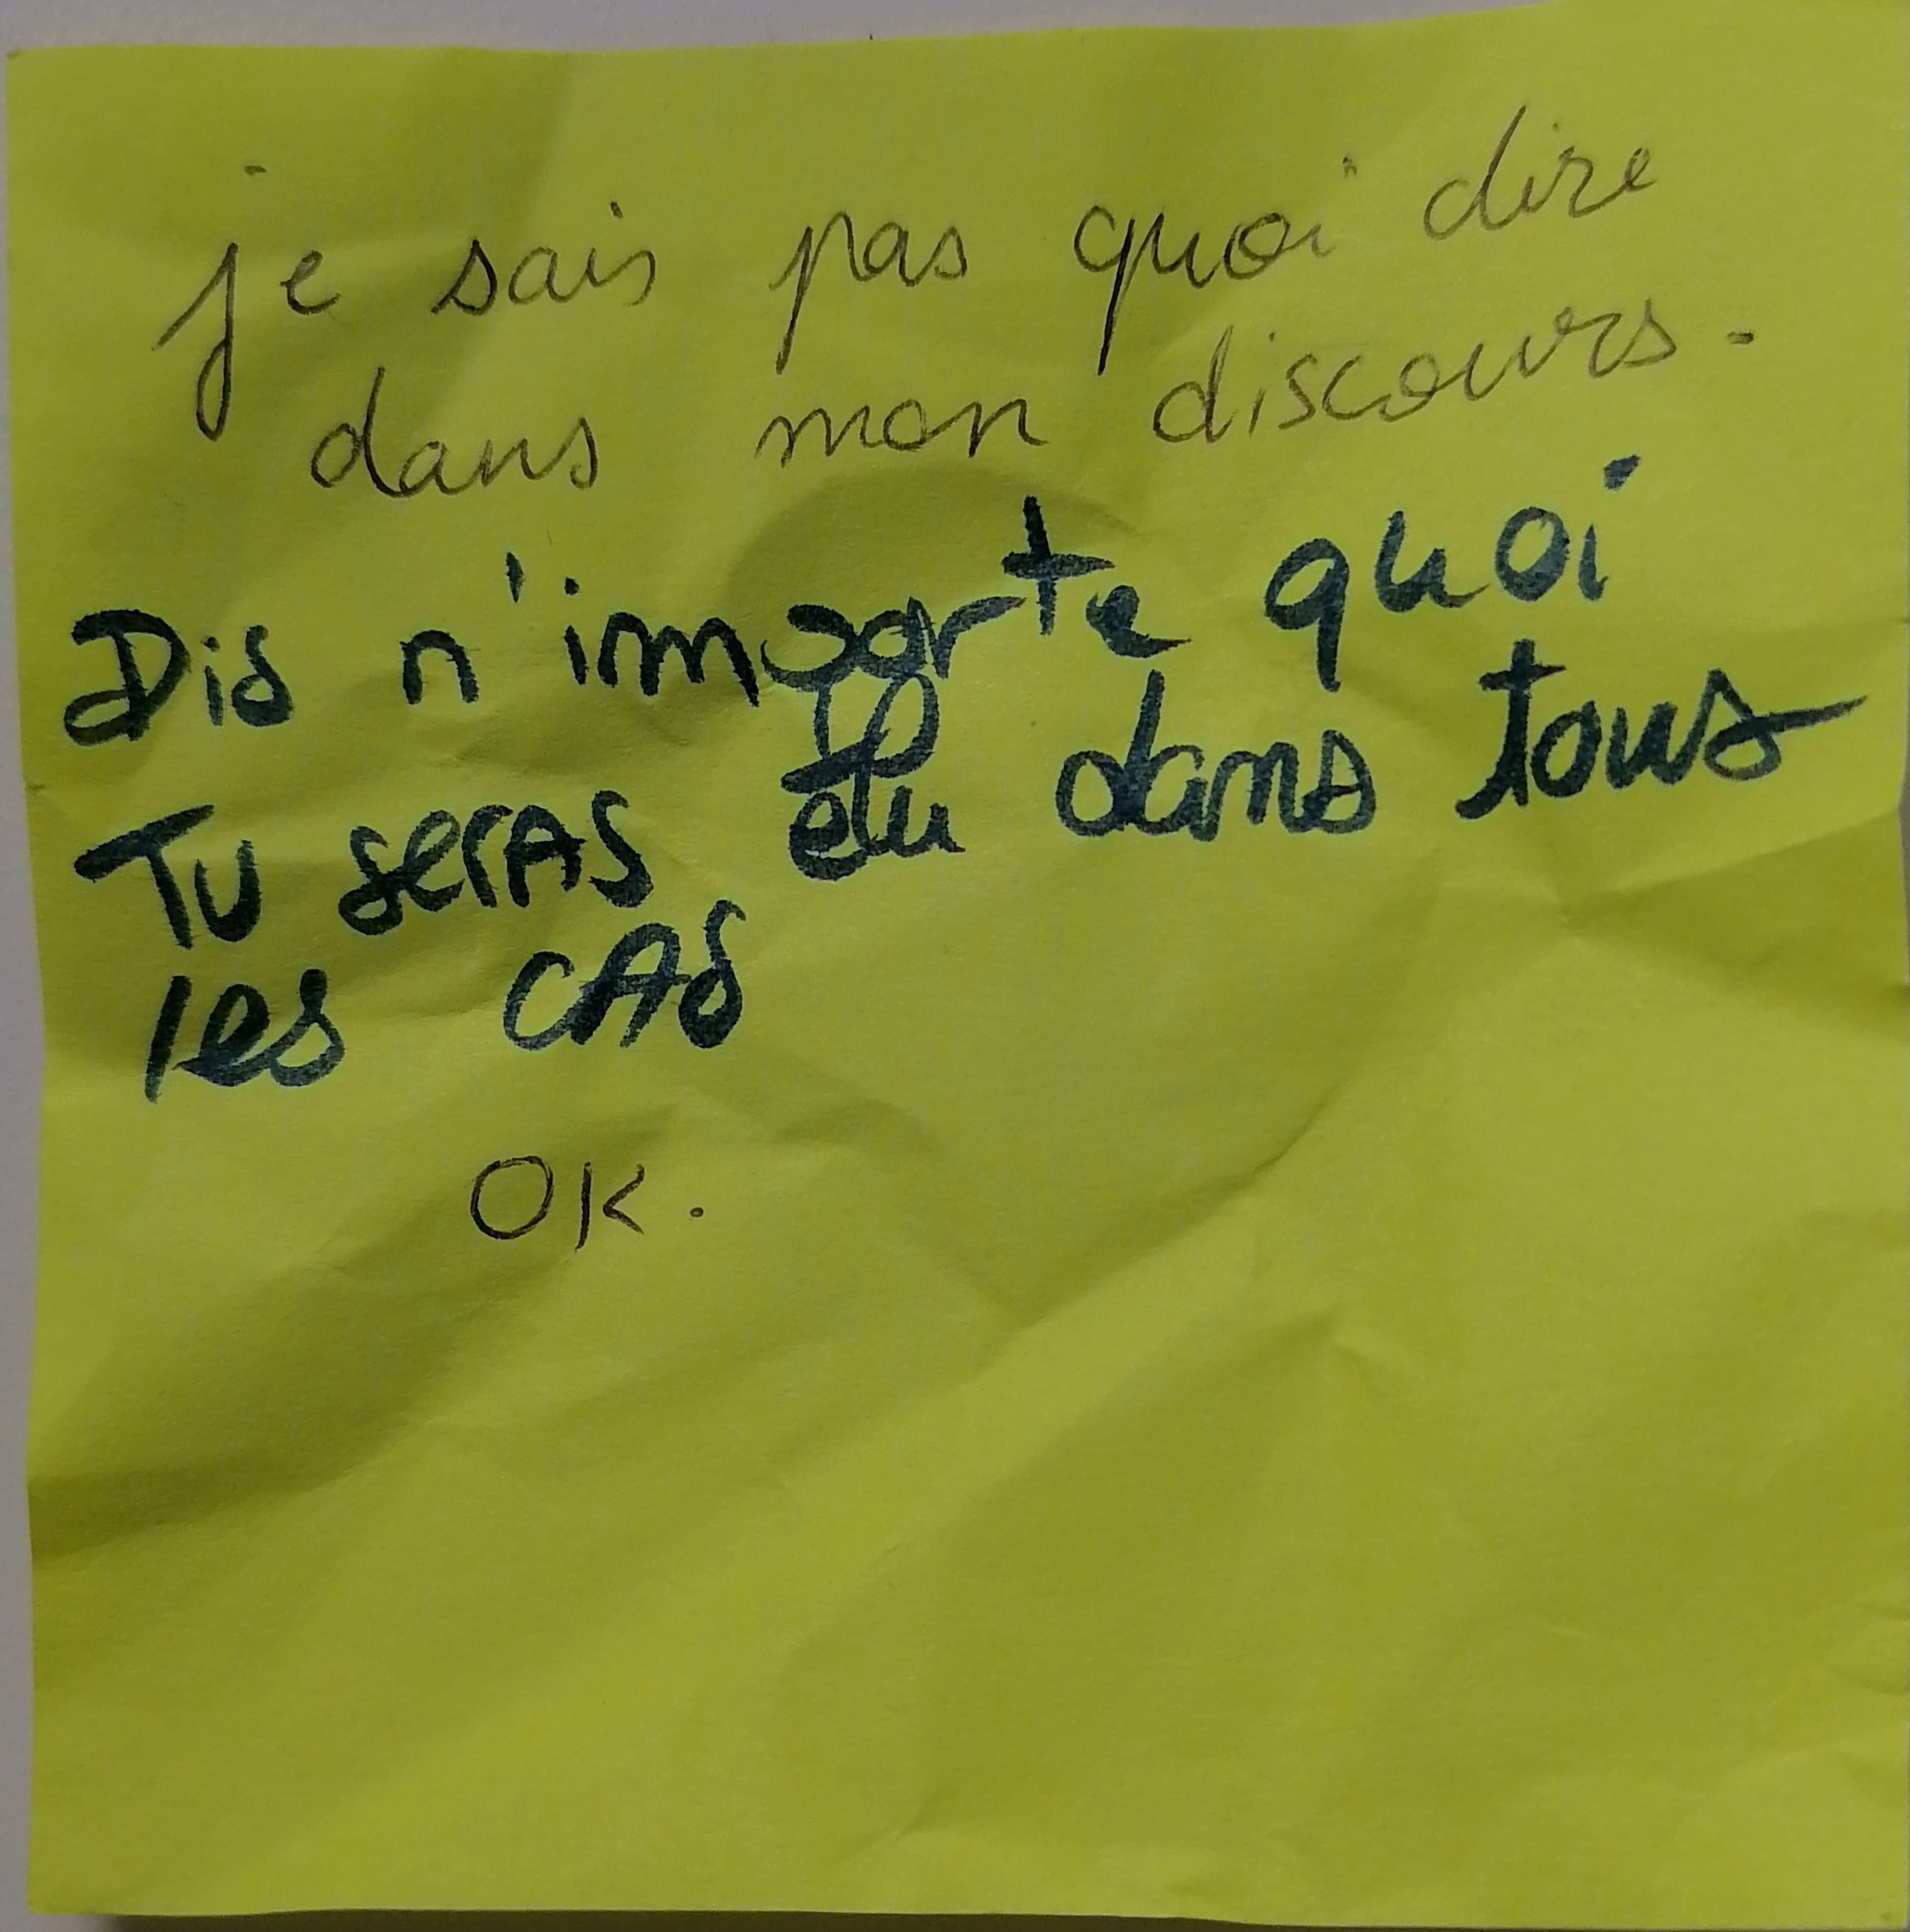 je sais pas quoi dire
dans mon discours.
Dis n'importe quoi
Tu serAS élu dans tous
les CAS
OK.